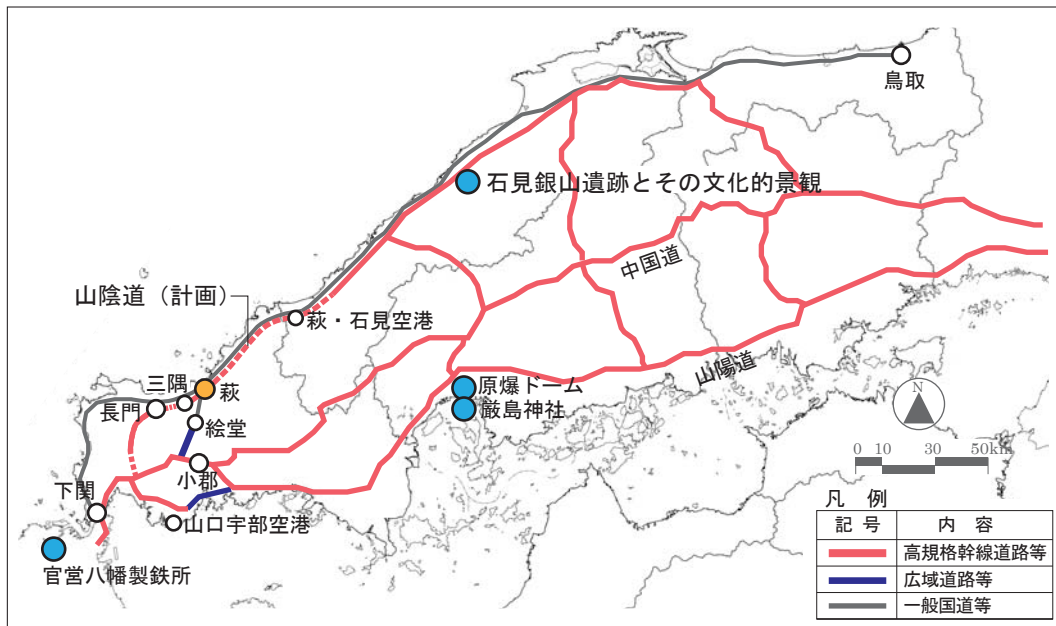 鳥取
石見銀山遺跡とその文化的景観
中国道
山陰道（計画）
萩・石見空港
山陽道
原爆ドーム
厳島神社
三隅
萩
長門
絵堂
小郡
下関
山口宇部空港
官営八幡製鉄所
N
0 10 30 50km
凡 例
記 号 内 容
高規格幹線道路等
広域道路等
一般国道等